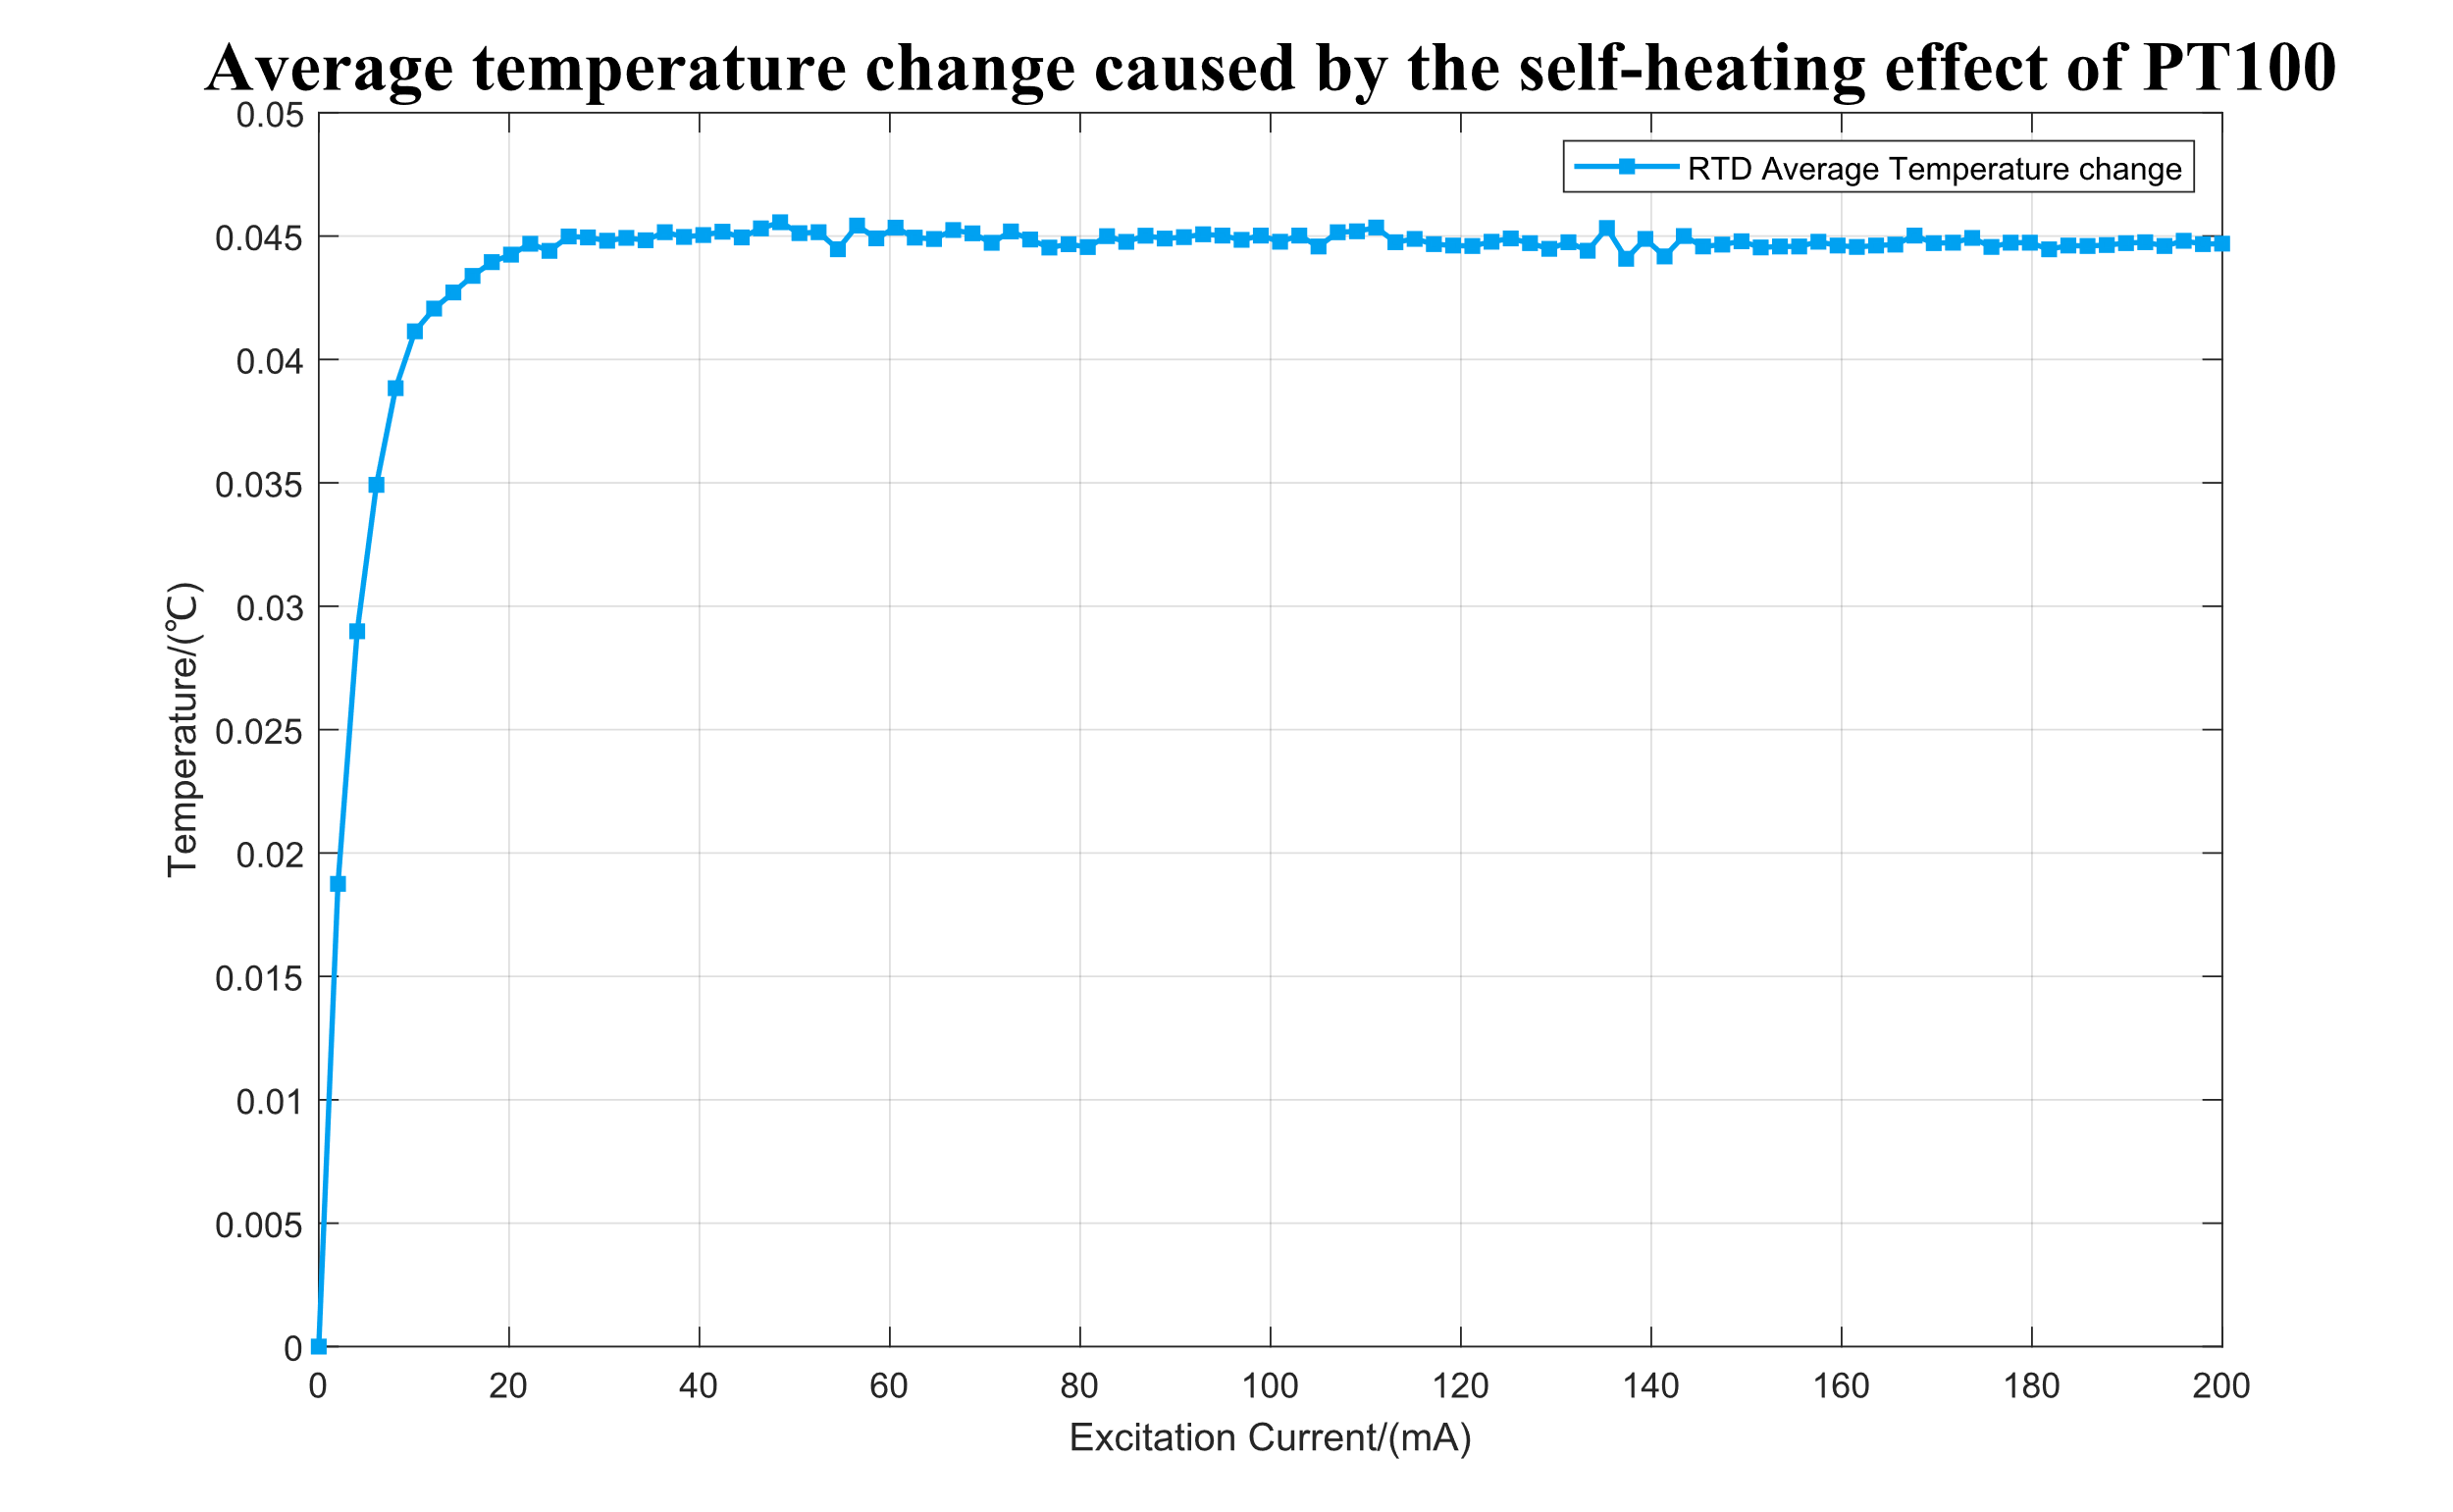 Average temperature change caused by the self-heating effect of PT100
RTD Average Temperature change
0.05
0.045
0.04
0.035
0.03
0.025
0.02
0.015
0.01
0.005
0
Temperature/(°C)
0 20 40 60 80 100 120 140 160 180 200
Excitation Current/(mA)